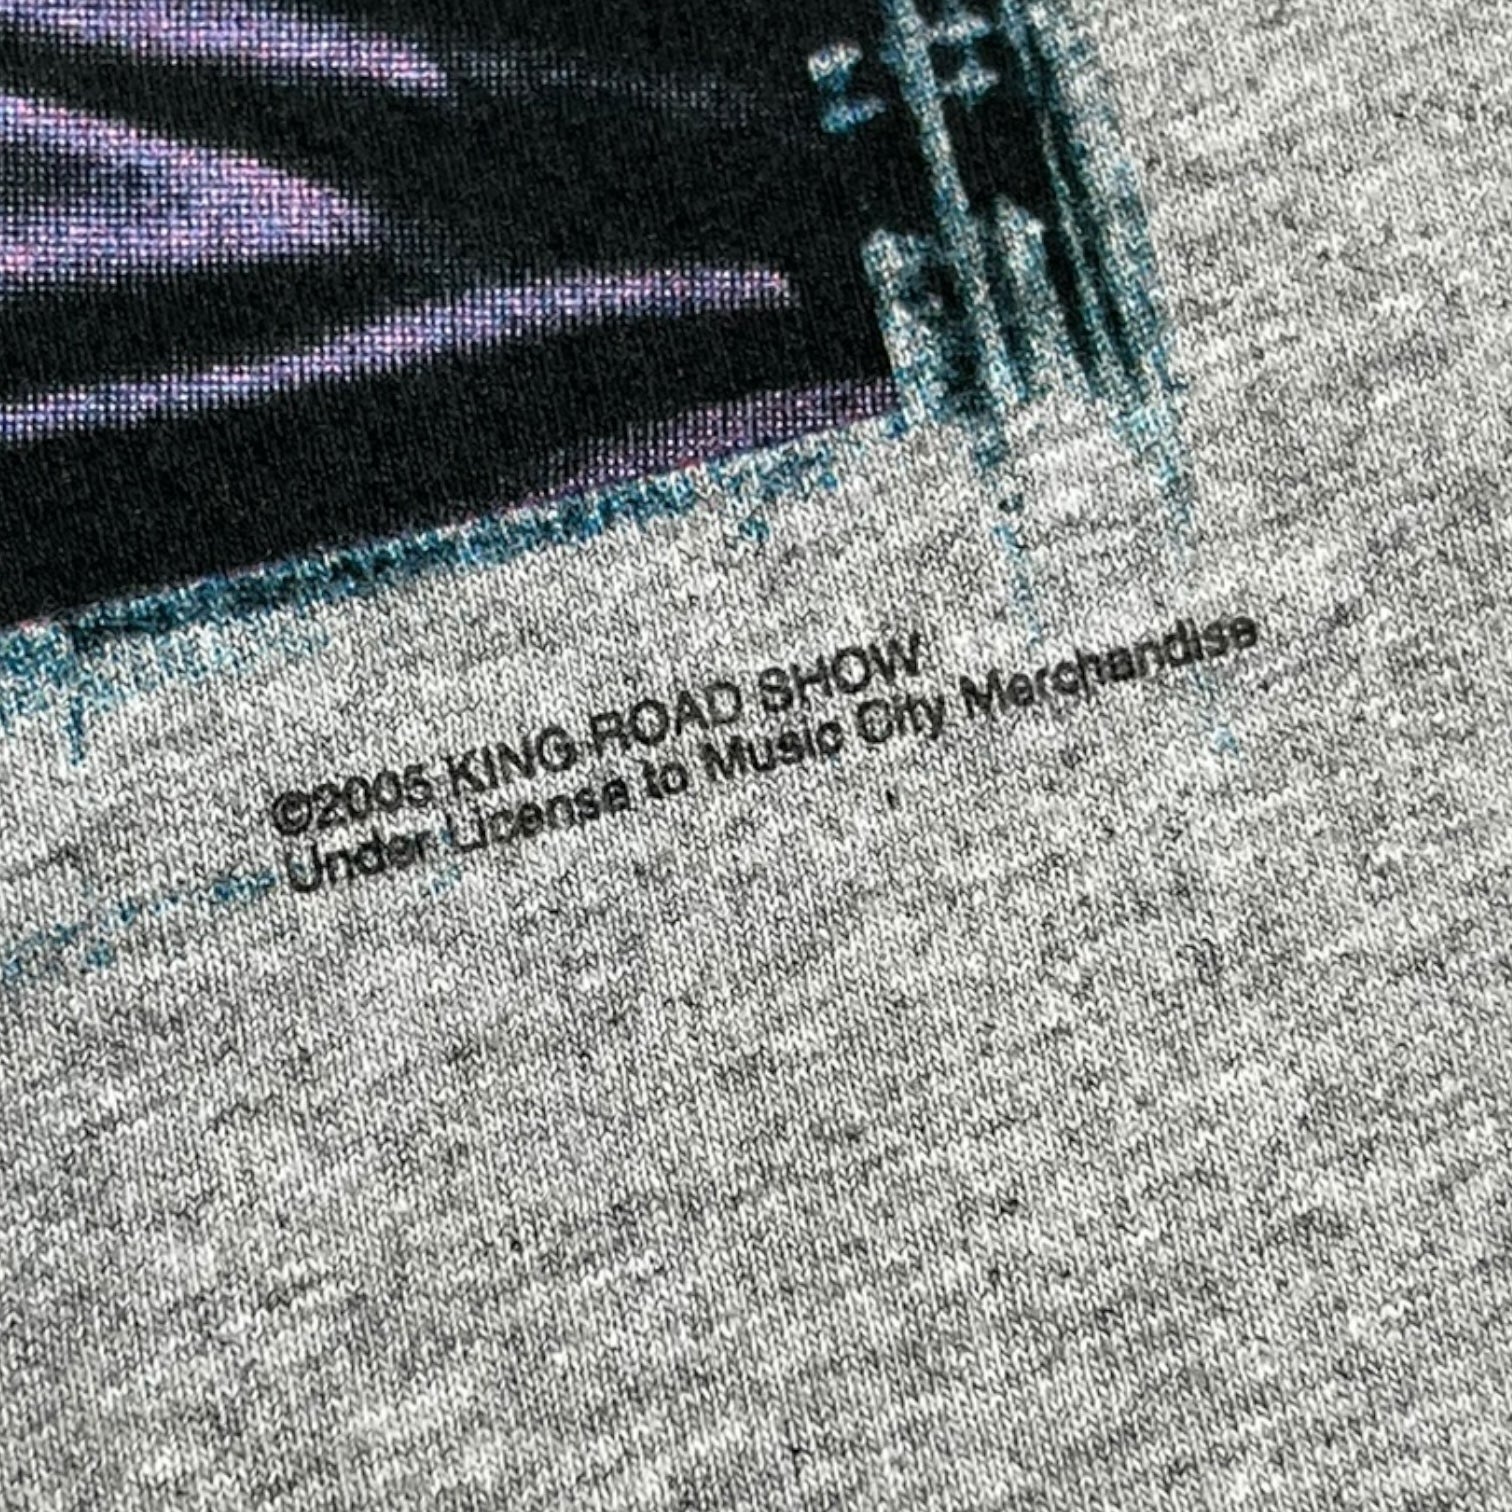 ©2005 KING ROAD SHOW
Under License to Music City Merchandise